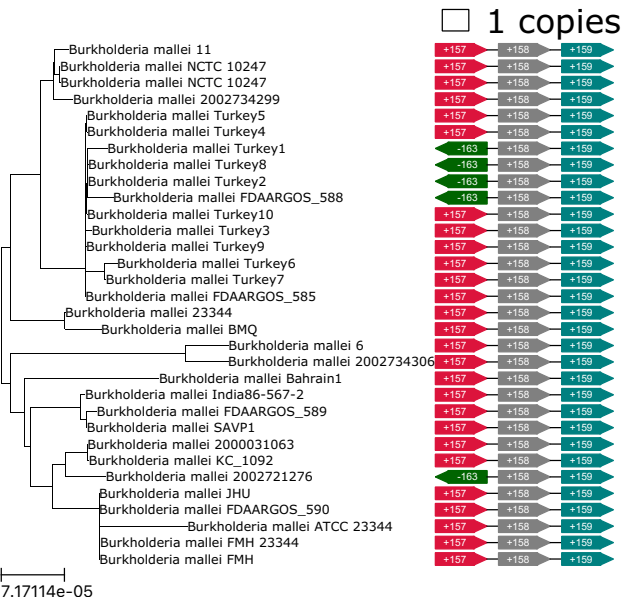 1 copies
Burkholderia mallei 11 +157 +158 +159
Burkholderia mallei NCTC 10247 +157 +158 +159
Burkholderia mallei NCTC 10247 +157 +158 +159
Burkholderia mallei 2002734299 +157 +158 +159
Burkholderia mallei Turkey5 +157 +158 +159
Burkholderia mallei Turkey4 +157 +158 +159
Burkholderia mallei Turkey1 -163 +158 +159
Burkholderia mallei Turkey8 -163 +158 +159
Burkholderia mallei Turkey2 -163 +158 +159
Burkholderia mallei FDAARGOS_588 -163 +158 +159
Burkholderia mallei Turkey10 +157 +158 +159
Burkholderia mallei Turkey3 +157 +158 +159
Burkholderia mallei Turkey9 +157 +158 +159
Burkholderia mallei Turkey6 +157 +158 +159
Burkholderia mallei Turkey7 +157 +158 +159
Burkholderia mallei FDAARGOS_585 +157 +158 +159
Burkholderia mallei 23344 +157 +158 +159
Burkholderia mallei BMQ +157 +158 +159
Burkholderia mallei 6 +157 +158 +159
Burkholderia mallei 2002734306 +157 +158 +159
Burkholderia mallei Bahrain1 +157 +158 +159
Burkholderia mallei India86-567-2 +157 +158 +159
Burkholderia mallei FDAARGOS_589 +157 +158 +159
Burkholderia mallei SAVP1 +157 +158 +159
Burkholderia mallei 2000031063 +157 +158 +159
Burkholderia mallei KC_1092 +157 +158 +159
Burkholderia mallei 2002721276 -163 +158 +159
Burkholderia mallei JHU +157 +158 +159
Burkholderia mallei FDAARGOS_590 +157 +158 +159
Burkholderia mallei ATCC 23344 +157 +158 +159
Burkholderia mallei FMH 23344 +157 +158 +159
Burkholderia mallei FMH +157 +158 +159
7.17114e-05